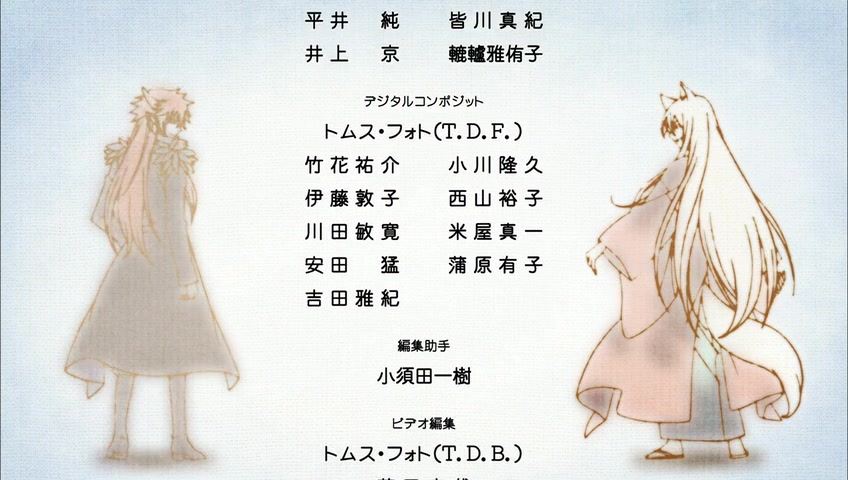 平井　純　皆川真紀
井上　京　轆轤雅侑子
デジタルコンポジット
トムス・フォト(T.D.F.)
竹花祐介　小川隆久
伊藤敦子　西山裕子
川田敏寛　米屋真一
安田　猛　蒲原有子
吉田雅紀
編集助手
小須田一樹
ビデオ編集
トムス・フォト(T.D.B.)